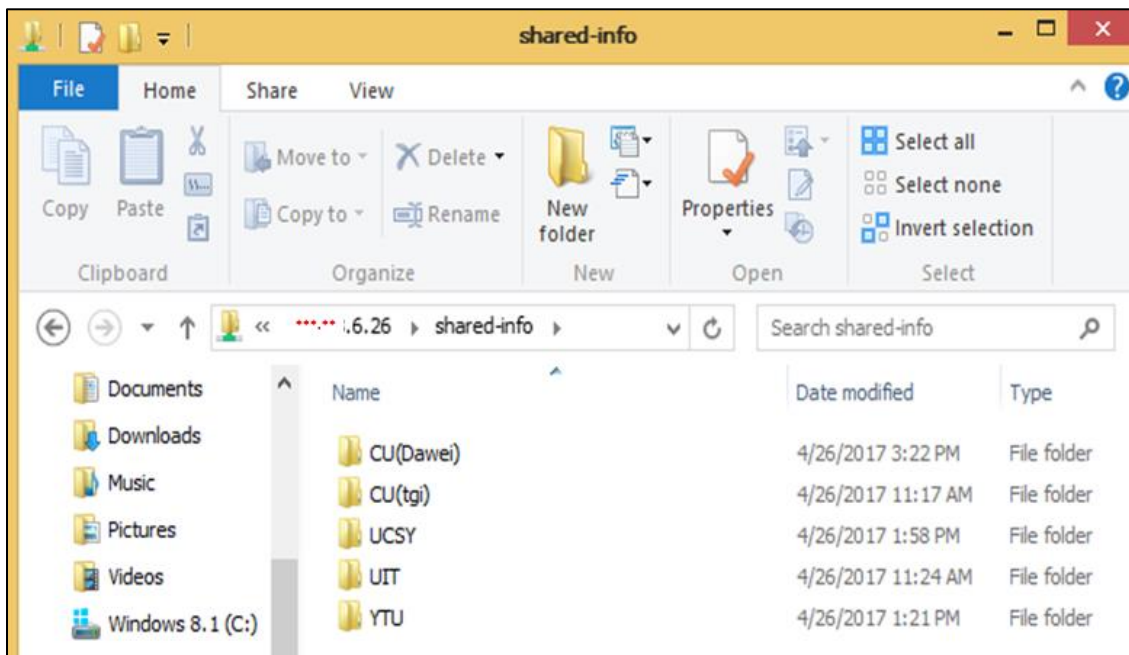 shared-info
File Home Share View
Copy
Paste
Move to
Copy to
Delete
Rename
New folder
Properties
Select all
Select none
Invert selection
Clipboard Organize New Open Select
.6.26 shared-info
Search shared-info
Documents
Downloads
Music
Pictures
Videos
Windows 8.1 (C:)
Name Date modified Type
CU(Dawei) 4/26/2017 3:22 PM File folder
CU(tgi) 4/26/2017 11:17 AM File folder
UCSY 4/26/2017 1:58 PM File folder
UIT 4/26/2017 11:24 AM File folder
YTU 4/26/2017 1:21 PM File folder